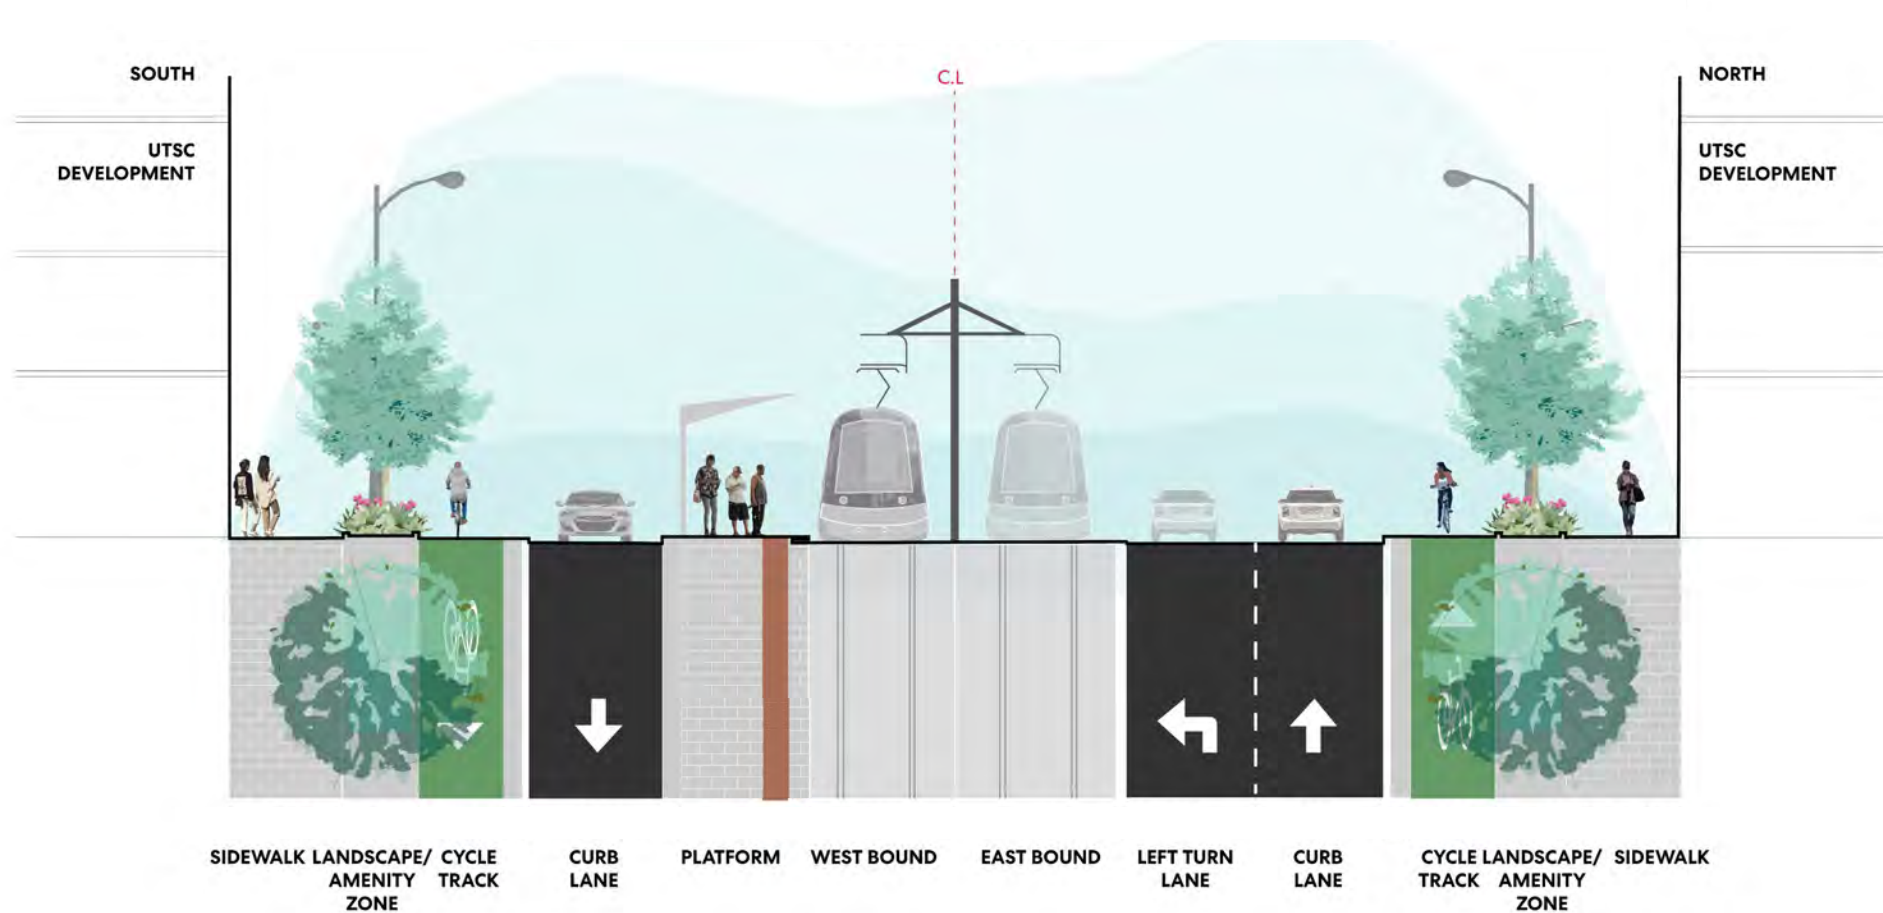 SOUTH
C.L
NORTH
UTSC
DEVELOPMENT
UTSC
DEVELOPMENT
SIDEWALK
LANDSCAPE/
AMENITY
ZONE
CYCLE
TRACK
CURB
LANE
PLATFORM
WEST BOUND
EAST BOUND
LEFT TURN
LANE
CURB
LANE
CYCLE
TRACK
LANDSCAPE/
AMENITY
ZONE
SIDEWALK